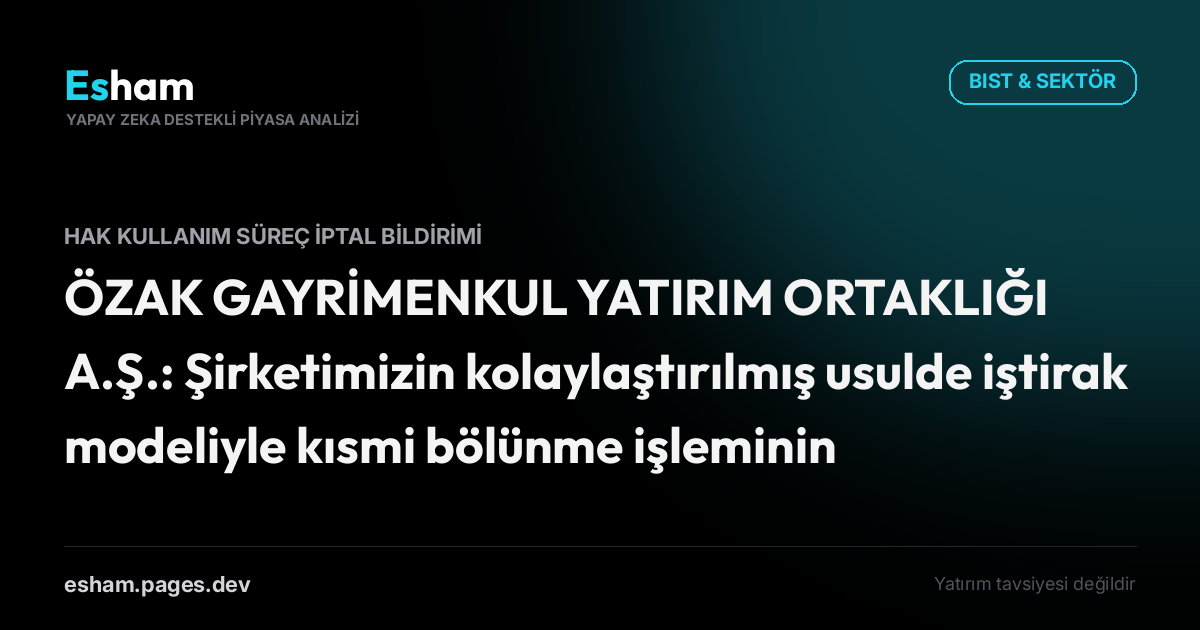 Esham
BIST & SEKTÖR
YAPAY ZEKA DESTEKLİ PİYASA ANALİZİ
HAK KULLANIM SÜREÇ İPTAL BİLDİRİMİ
ÖZAK GAYRİMENKUL YATIRIM ORTAKLIĞI
A.Ş.: Şirketimizin kolaylaştırılmış usulde iştirak
modeliyle kısmi bölünme işleminin
esham.pages.dev
Yatırım tavsiyesi değildir